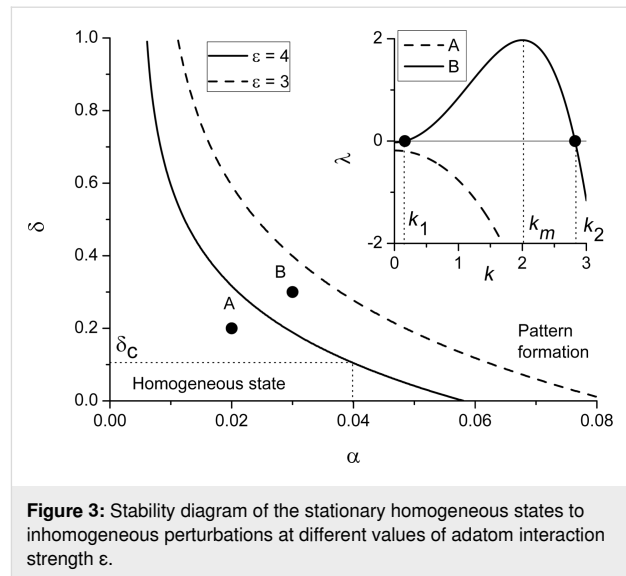 1.0
0.8
0.6
0.4
0.2
0.0
δ
δC
0.00
0.02
0.04
0.06
0.08
α
ε = 4
ε = 3
A
B
Homogeneous state
Pattern
formation
A
B
2
0
-2
λ
k1
km
k2
0
1
2
3
k
Figure 3: Stability diagram of the stationary homogeneous states to
inhomogeneous perturbations at different values of adatom interaction
strength ε.